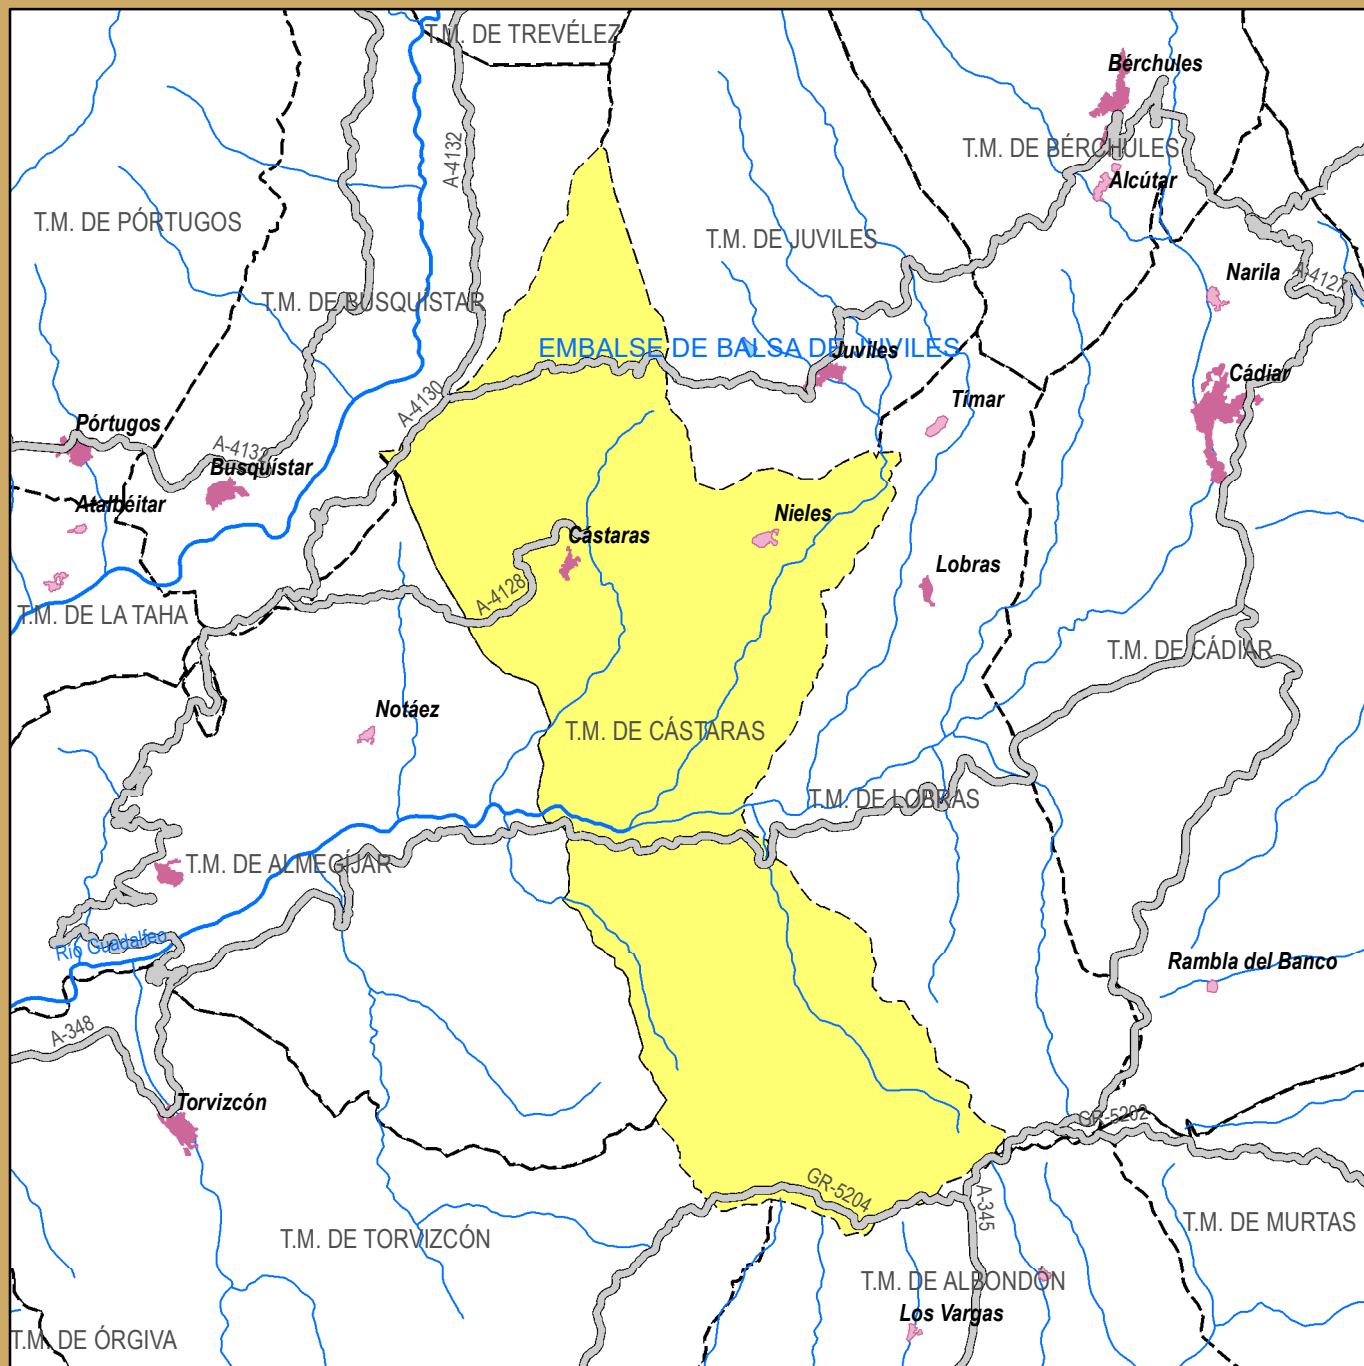 T.M. DE TREVÉLEZ
Bérchules
A-4132
T.M. DE BÉRCHULES
Alcútar
T.M. DE PÓRTUGOS
T.M. DE JUVILES
Narila
A-4127
T.M. DE BUSQUÍSTAR
EMBALSE DE BALSA DE JUVILES
Juviles
Cádiar
A-4130
Tímar
Pórtugos
A-4132
Busquístar
Atalbéitar
Nieles
Cástaras
Lobras
A-4128
T.M. DE LA TAHA
T.M. DE CÁDIAR
Notáez
T.M. DE CÁSTARAS
T.M. DE LOBRAS
T.M. DE ALMEGÍJAR
Río Guadalfeo
Rambla del Banco
A-348
Torvizcón
GR-5202
GR-5204
A-345
T.M. DE MURTAS
T.M. DE TORVIZCÓN
T.M. DE ALBONDÓN
Los Vargas
T.M. DE ÓRGIVA